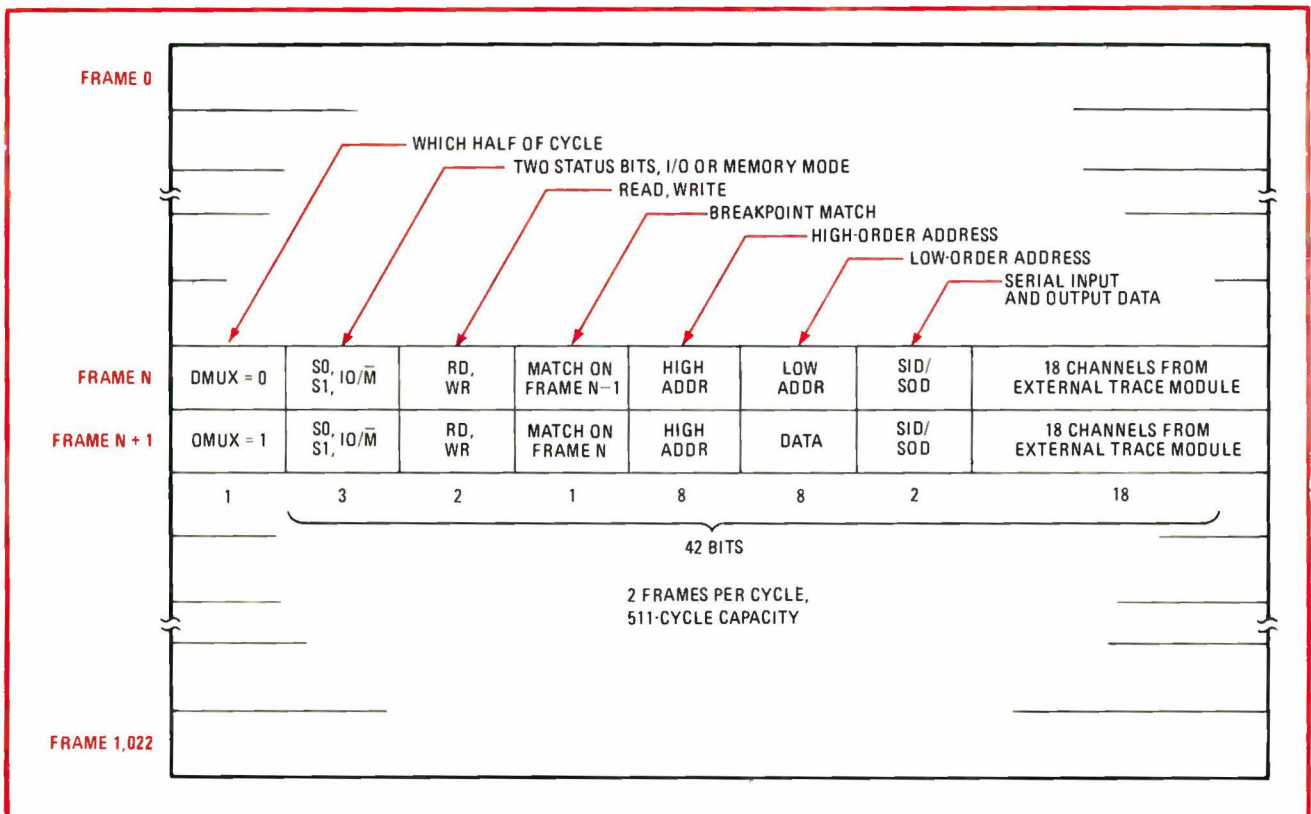 FRAME 0
WHICH HALF OF CYCLE
TWO STATUS BITS, I/O OR MEMORY MODE
READ, WRITE
BREAKPOINT MATCH
HIGH-ORDER ADDRESS
LOW-ORDER ADDRESS
SERIAL INPUT
AND OUTPUT DATA
FRAME N
DMUX = 0
S0,
S1, IO/M̅
RD,
WR
MATCH ON
FRAME N−1
HIGH
ADDR
LOW
ADDR
SID/
SOD
18 CHANNELS FROM
EXTERNAL TRACE MODULE
FRAME N + 1
OMUX = 1
S0,
S1, IO/M̅
RD,
WR
MATCH ON
FRAME N
HIGH
ADDR
DATA
SID/
SOD
18 CHANNELS FROM
EXTERNAL TRACE MODULE
1 3 2 1 8 8 2 18
42 BITS
2 FRAMES PER CYCLE,
511-CYCLE CAPACITY
FRAME 1,022